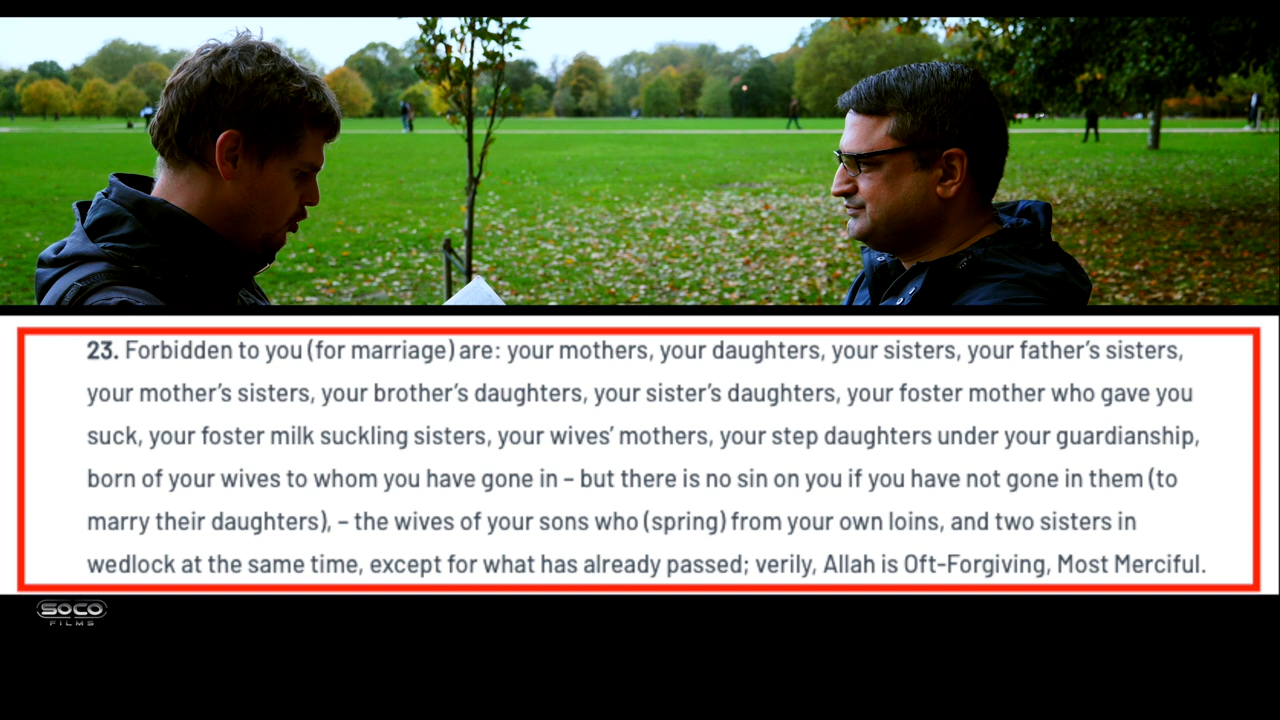 23. Forbidden to you (for marriage) are: your mothers, your daughters, your sisters, your father's sisters,
your mother's sisters, your brother's daughters, your sister's daughters, your foster mother who gave you
suck, your foster milk suckling sisters, your wives' mothers, your step daughters under your guardianship,
born of your wives to whom you have gone in – but there is no sin on you if you have not gone in them (to
marry their daughters), – the wives of your sons who (spring) from your own loins, and two sisters in
wedlock at the same time, except for what has already passed; verily, Allah is Oft-Forgiving, Most Merciful.
SOCO
FILMS